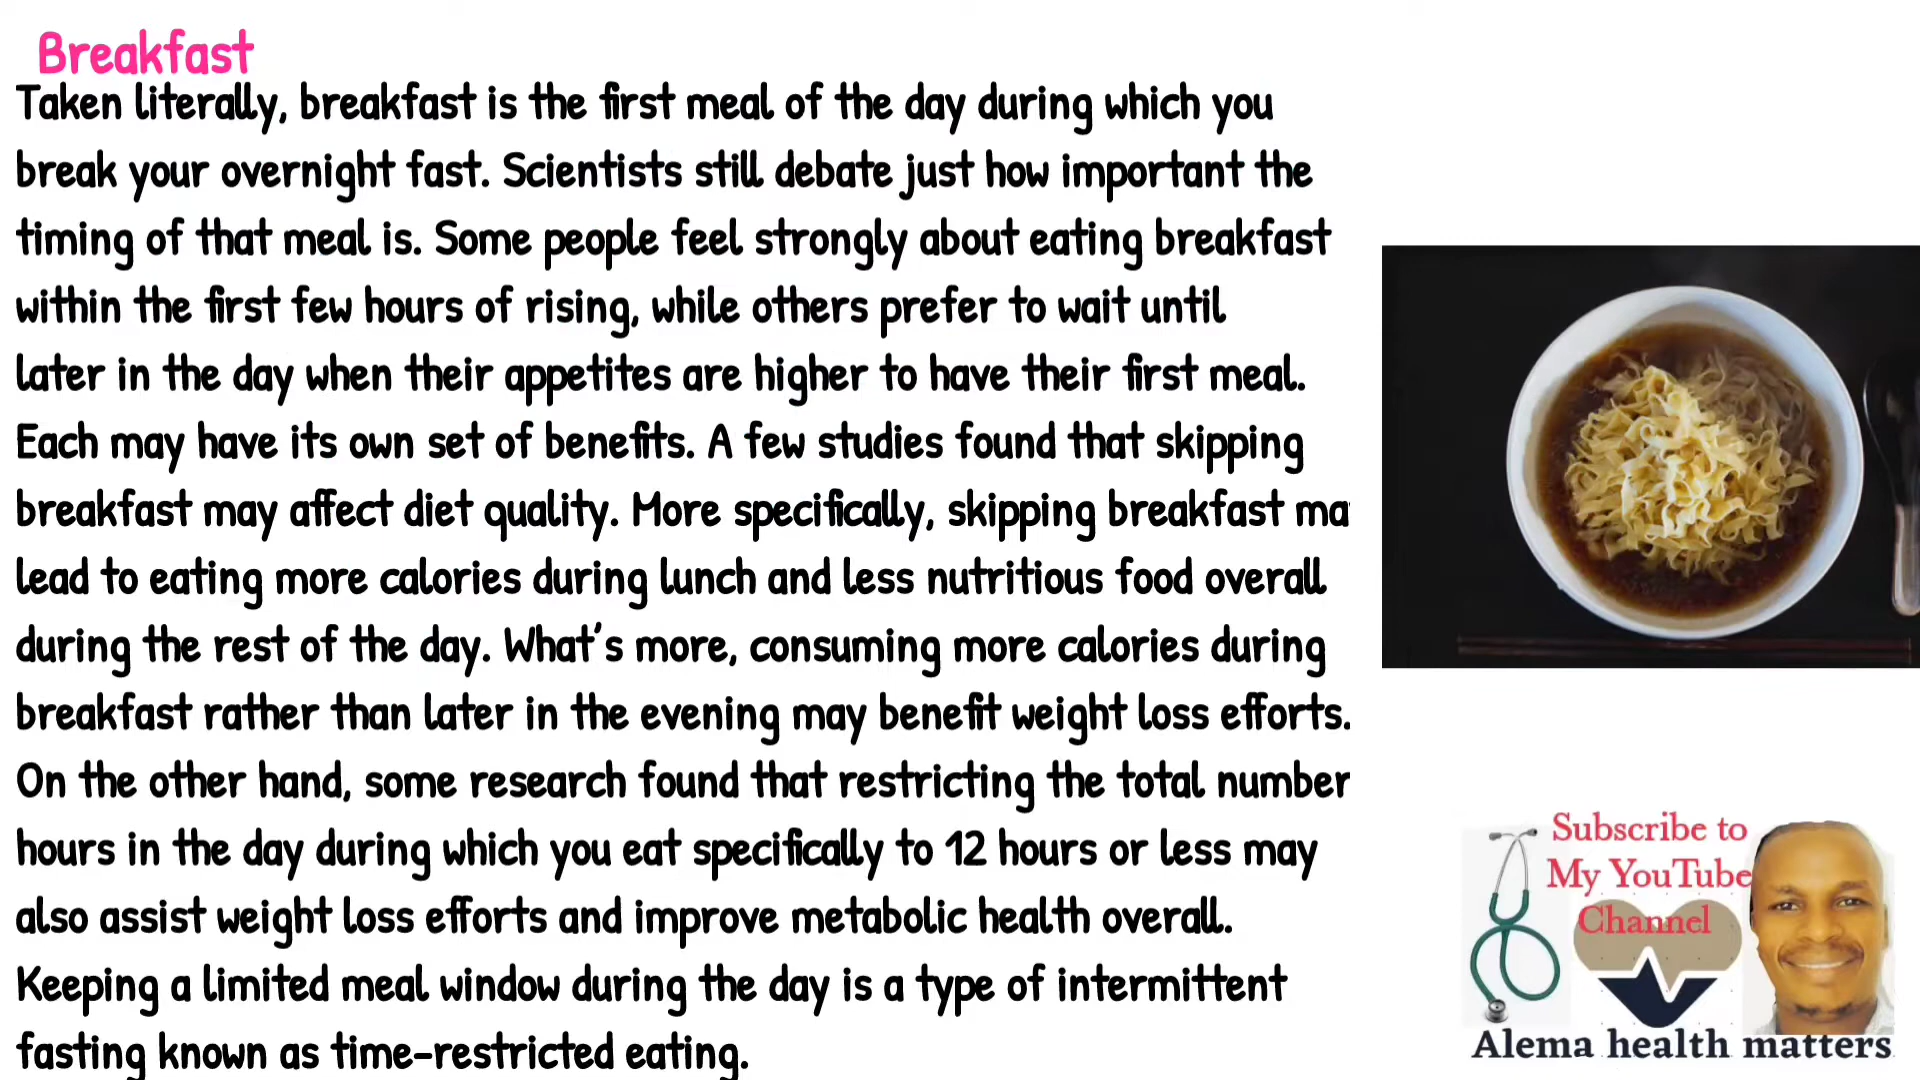 Breakfast
Taken literally, breakfast is the first meal of the day during which you
break your overnight fast. Scientists still debate just how important the
timing of that meal is. Some people feel strongly about eating breakfast
within the first few hours of rising, while others prefer to wait until
later in the day when their appetites are higher to have their first meal.
Each may have its own set of benefits. A few studies found that skipping
breakfast may affect diet quality. More specifically, skipping breakfast ma
lead to eating more calories during lunch and less nutritious food overall
during the rest of the day. What's more, consuming more calories during
breakfast rather than later in the evening may benefit weight loss efforts.
On the other hand, some research found that restricting the total number
hours in the day during which you eat specifically to 12 hours or less may
also assist weight loss efforts and improve metabolic health overall.
Keeping a limited meal window during the day is a type of intermittent
fasting known as time-restricted eating.
Subscribe to
My YouTube
Channel
Alema health matters